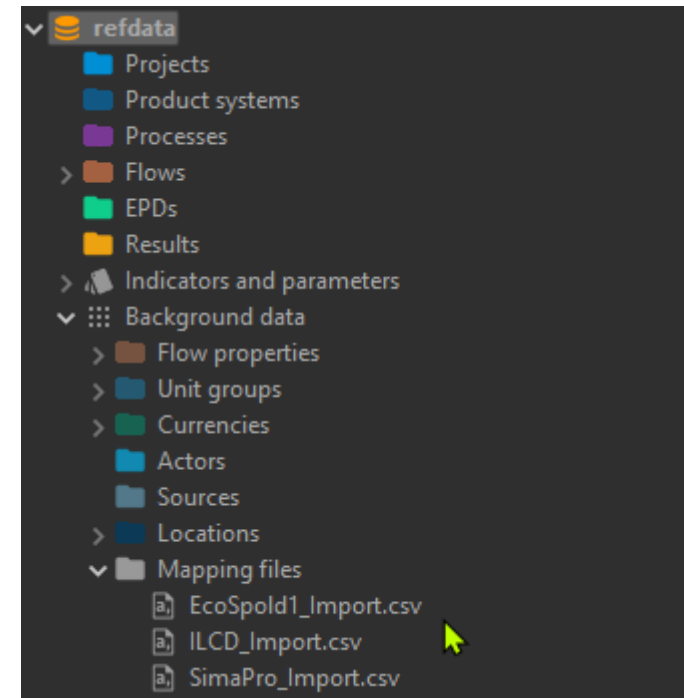 refdata
Projects
Product systems
Processes
Flows
EPDs
Results
Indicators and parameters
Background data
Flow properties
Unit groups
Currencies
Actors
Sources
Locations
Mapping files
EcoSpold1_Import.csv
ILCD_Import.csv
SimaPro_Import.csv